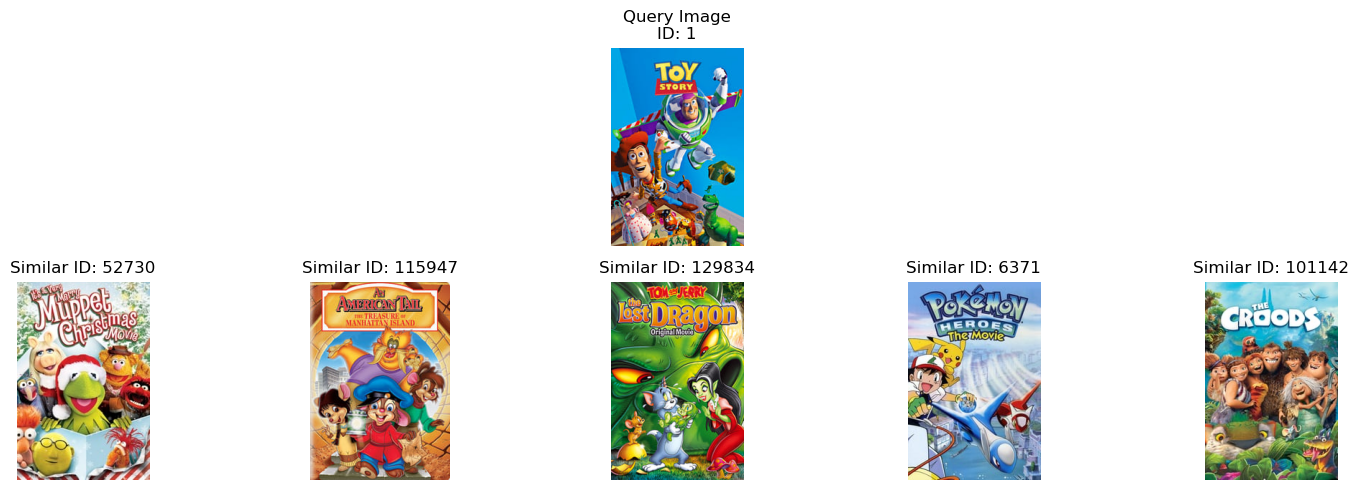 Query Image
ID: 1
TOY
STORY
Similar ID: 52730
Similar ID: 115947
Similar ID: 129834
Similar ID: 6371
Similar ID: 101142
It's a Very
Merry
Muppet
Christmas
Movie
An
AMERICAN TAIL
THE TREASURE OF
MANHATTAN ISLAND
TOM AND JERRY
the
Lost Dragon
Original Movie
POKÉMON
HEROES
The Movie
THE
CROODS